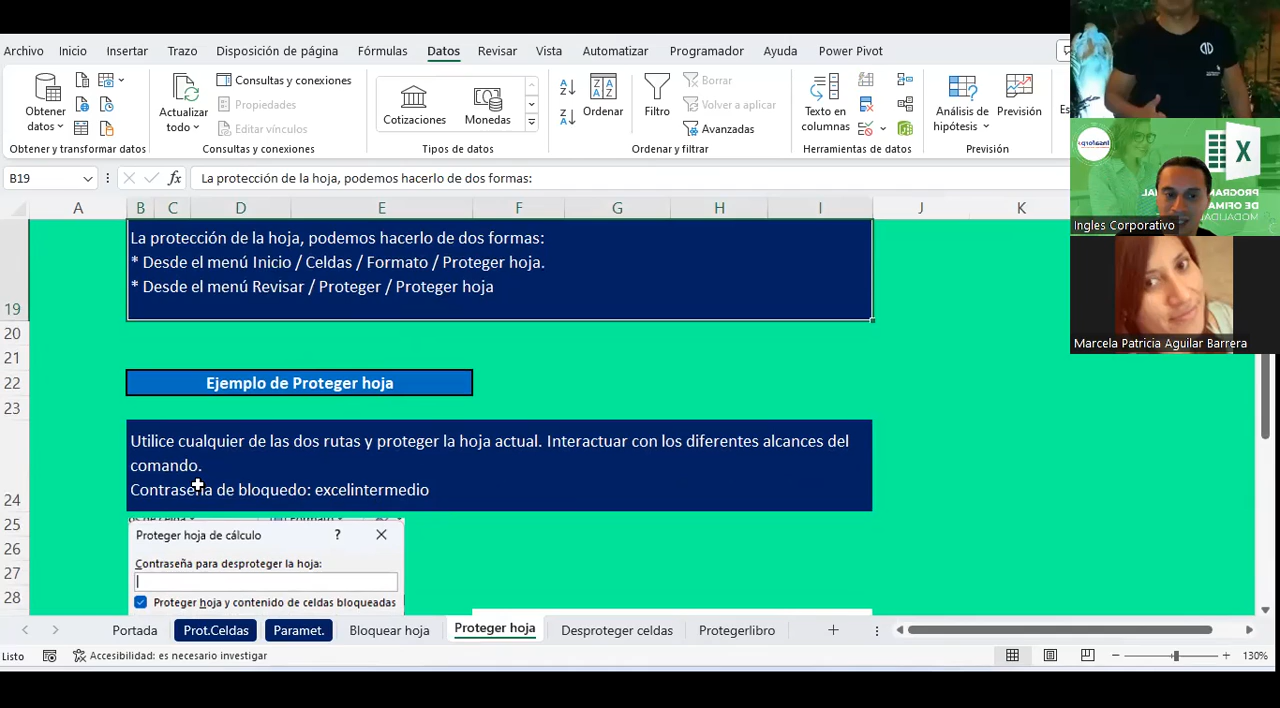 Archivo Inicio Insertar Trazo Disposición de página Fórmulas Datos Revisar Vista Automatizar Programador Ayuda Power Pivot
Obtener datos
Actualizar todo
Consultas y conexiones
Propiedades
Editar vínculos
Cotizaciones
Monedas
Ordenar
Filtro
Borrar
Volver a aplicar
Avanzadas
Texto en columnas
Análisis de hipótesis
Previsión
Obtener y transformar datos
Consultas y conexiones
Tipos de datos
Ordenar y filtrar
Herramientas de datos
Previsión
B19
fx
La protección de la hoja, podemos hacerlo de dos formas:
A B C D E F G H I J K
La protección de la hoja, podemos hacerlo de dos formas:
* Desde el menú Inicio / Celdas / Formato / Proteger hoja.
* Desde el menú Revisar / Proteger / Proteger hoja
19
20
21
22
Ejemplo de Proteger hoja
23
Utilice cualquier de las dos rutas y proteger la hoja actual. Interactuar con los diferentes alcances del
comando.
Contraseña de bloquedo: excelintermedio
24
25
26
27
28
Proteger hoja de cálculo ?
Contraseña para desproteger la hoja:
Proteger hoja y contenido de celdas bloqueadas
Portada Prot.Celdas Paramet. Bloquear hoja Proteger hoja Desproteger celdas Protegerlibro
Listo
Accesibilidad: es necesario investigar
130%
Ingles Corporativo
Marcela Patricia Aguilar Barrera